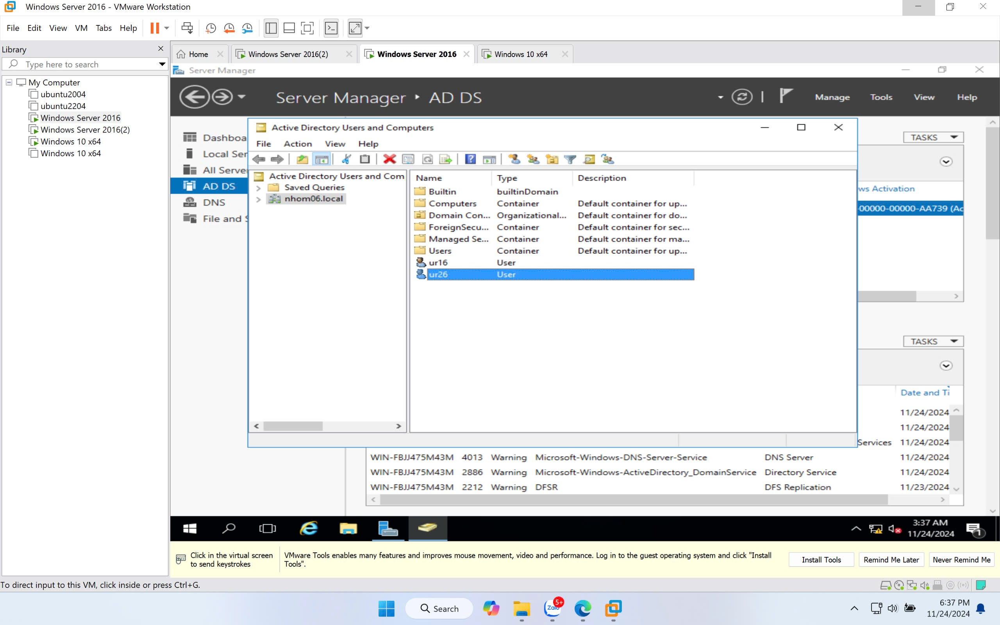 Windows Server 2016 - VMware Workstation
File Edit View VM Tabs Help
Library
Type here to search
My Computer
ubuntu2004
ubuntu2204
Windows Server 2016
Windows Server 2016(2)
Windows 10 x64
Windows 10 x64
Home Windows Server 2016(2) Windows Server 2016 Windows 10 x64
Server Manager
Server Manager ‣ AD DS
Manage Tools View Help
Dashboa
Local Ser
All Serve
AD DS
DNS
File and S
Active Directory Users and Computers
File Action View Help
Active Directory Users and Com
Saved Queries
nhom06.local
Name Type Description
Builtin builtinDomain
Computers Container Default container for up...
Domain Con... Organizational... Default container for do...
ForeignSecu... Container Default container for sec...
Managed Se... Container Default container for ma...
Users Container Default container for up...
ur16 User
ur26 User
TASKS
ws Activation
-00000-00000-AA739 (Ac
TASKS
Date and Ti
11/24/2024
11/24/2024
Services 11/24/2024
WIN-FBJJ475M43M 4013 Warning Microsoft-Windows-DNS-Server-Service DNS Server 11/24/2024
WIN-FBJJ475M43M 2886 Warning Microsoft-Windows-ActiveDirectory_DomainService Directory Service 11/24/2024
WIN-FBJJ475M43M 2212 Warning DFSR DFS Replication 11/23/2024
3:37 AM
11/24/2024
1
Click in the virtual screen
to send keystrokes
VMware Tools enables many features and improves mouse movement, video and performance. Log in to the guest operating system and click "Install
Tools".
Install Tools Remind Me Later Never Remind Me
To direct input to this VM, click inside or press Ctrl+G.
Search
Zalo
5+
6:37 PM
11/24/2024